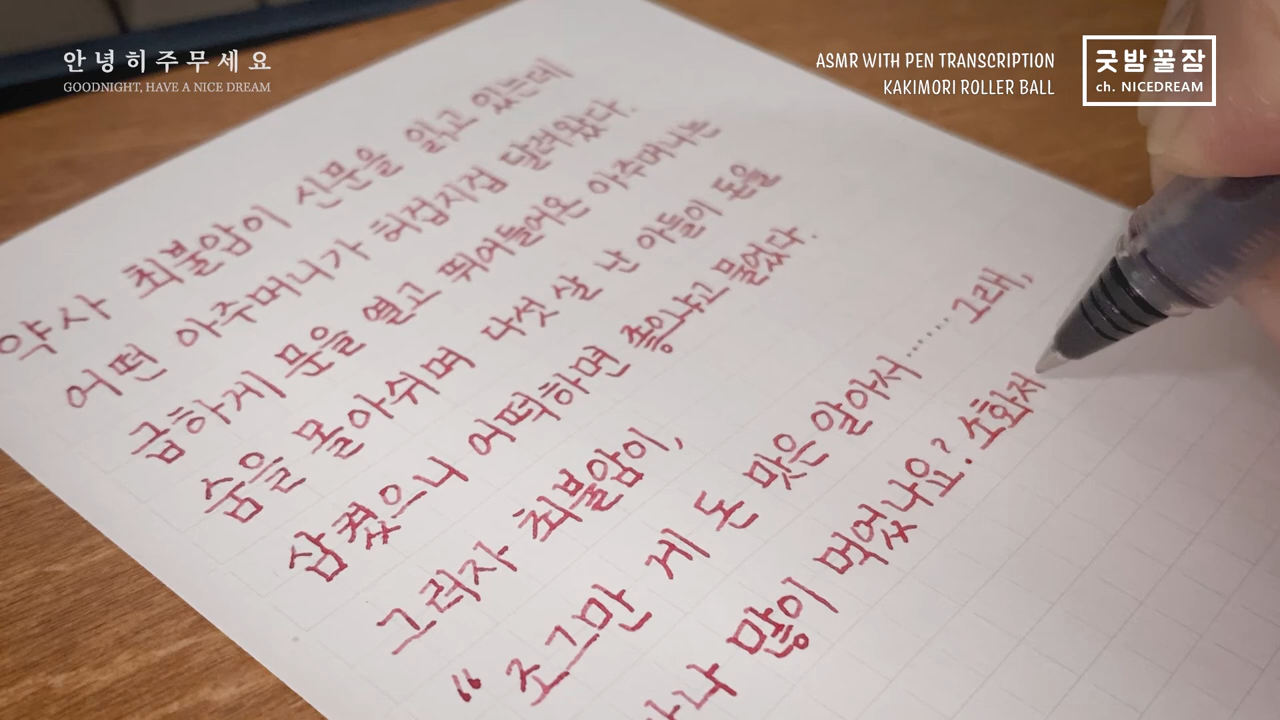 안녕히주무세요
GOODNIGHT, HAVE A NICE DREAM
ASMR WITH PEN TRANSCRIPTION
KAKIMORI ROLLER BALL
굿밤꿀잠
ch. NICEDREAM
약사 최불암이 신문을 읽고 있는데
어떤 아주머니가 허겁지겁 달려왔다.
급하게 문을 열고 뛰어들어온 아주머니는
숨을 몰아쉬며 다섯 살 난 아들이 돈을
삼켰으니 어떡하면 좋으냐고 물었다.
그러자 최불암이,
“조그만 게 돈 맛은 알아서 …… 그래,
많이 먹었나요? 소화저